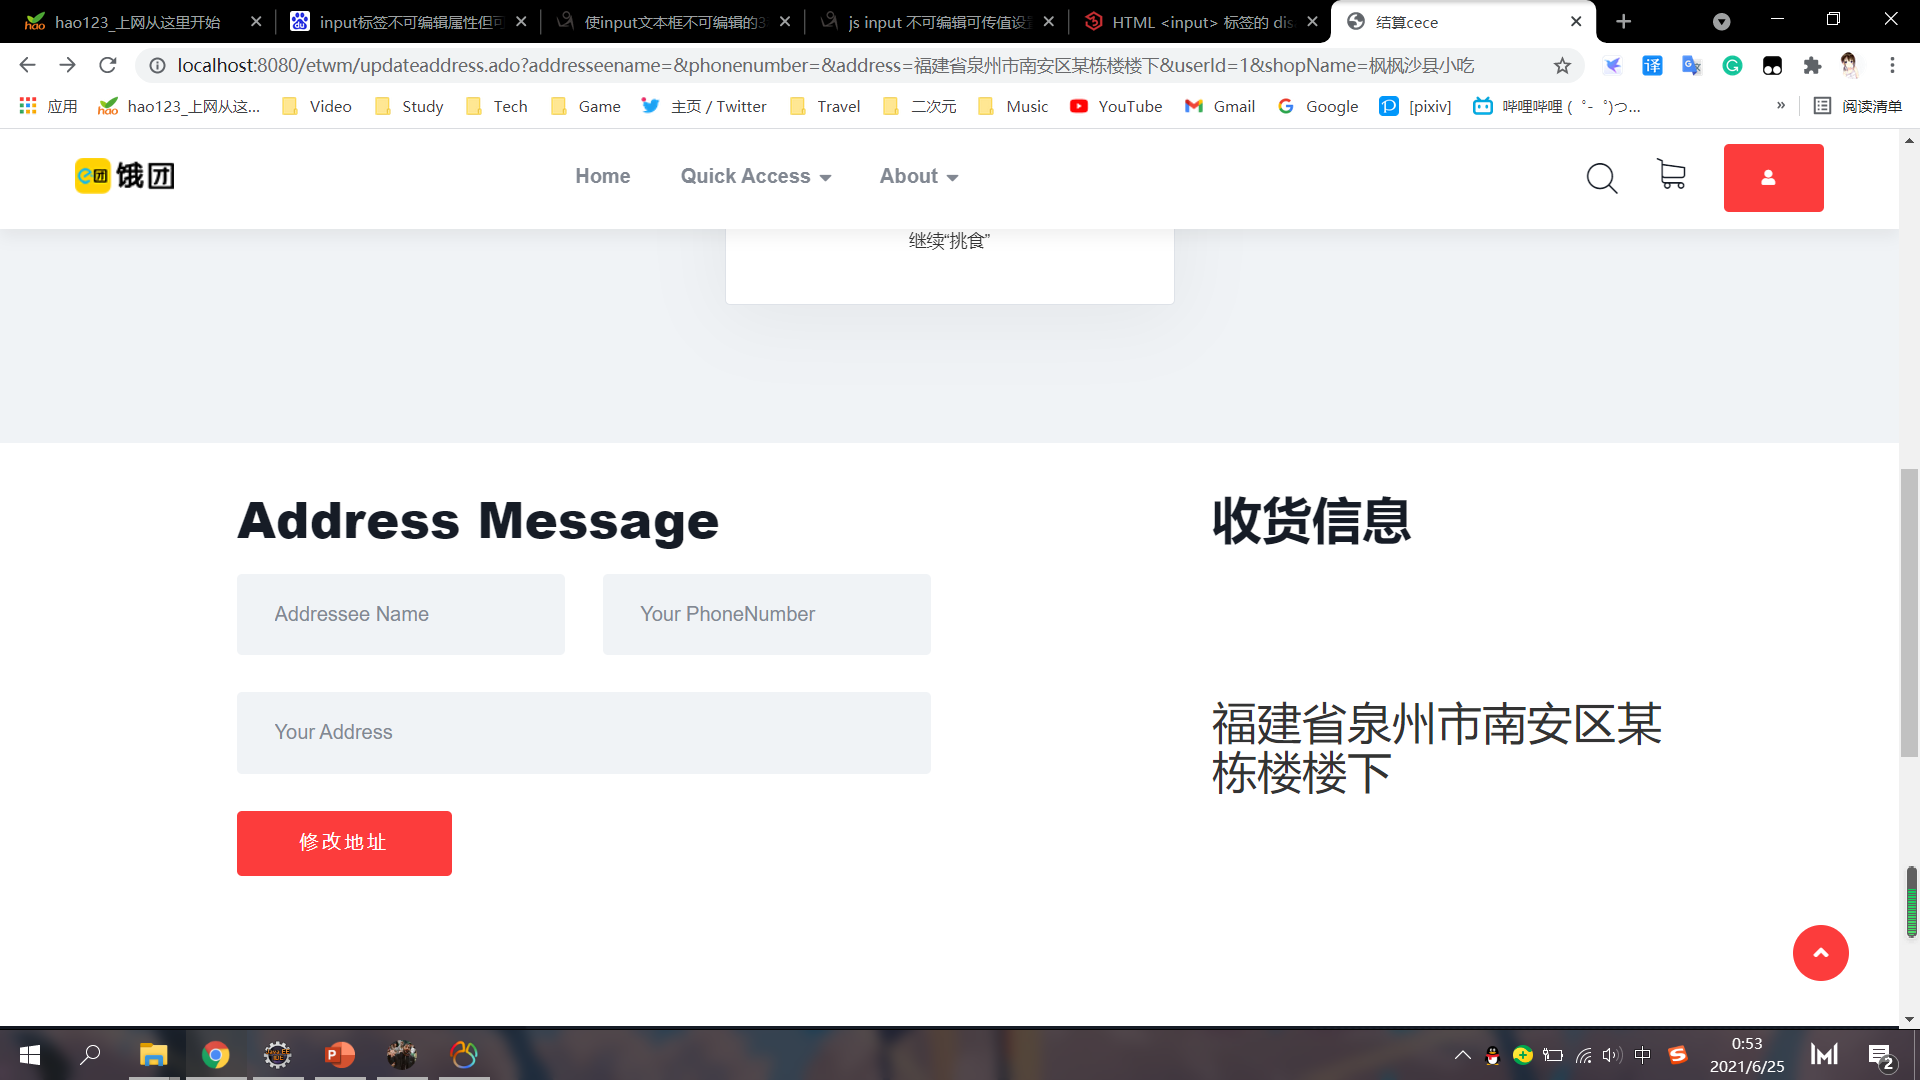 hao123_上网从这里开始
input标签不可编辑属性但可
使input文本框不可编辑的3
js input 不可编辑可传值设
HTML <input> 标签的 dis
结算cece
localhost:8080/etwm/updateaddress.ado?addresseename=&phonenumber=&address=福建省泉州市南安区某栋楼楼下&userId=1&shopName=枫枫沙县小吃
应用
hao123_上网从这...
Video
Study
Tech
Game
主页 / Twitter
Travel
二次元
Music
YouTube
Gmail
Google
[pixiv]
哔哩哔哩 ( ゜- ゜)つ...
»
阅读清单
e团 饿团
Home
Quick Access
About
继续“挑食”
Address Message
收货信息
Addressee Name
Your PhoneNumber
Your Address
福建省泉州市南安区某
栋楼楼下
修改地址
中
0:53
2021/6/25
2